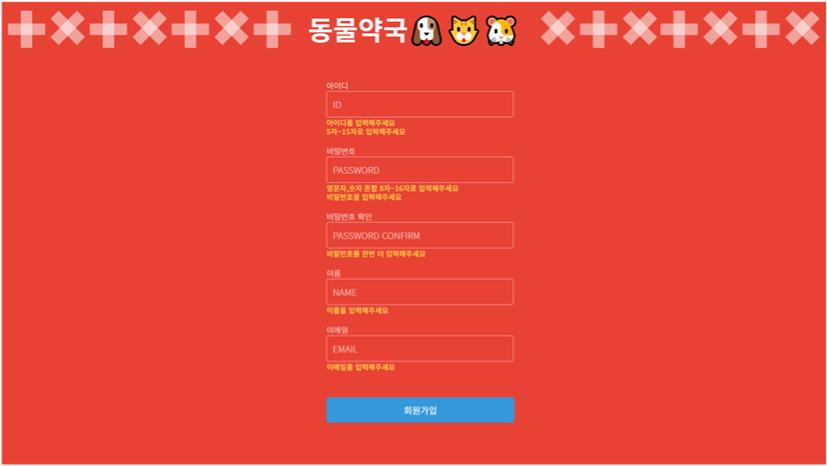 동물약국
아이디
ID
아이디를 입력해주세요
5자~15자로 입력해주세요
비밀번호
PASSWORD
영문자,숫자 혼합 8자~16자로 입력해주세요
비밀번호를 입력해주세요
비밀번호 확인
PASSWORD CONFIRM
비밀번호를 한번 더 입력해주세요
이름
NAME
이름을 입력해주세요
이메일
EMAIL
이메일를 입력해주세요
회원가입